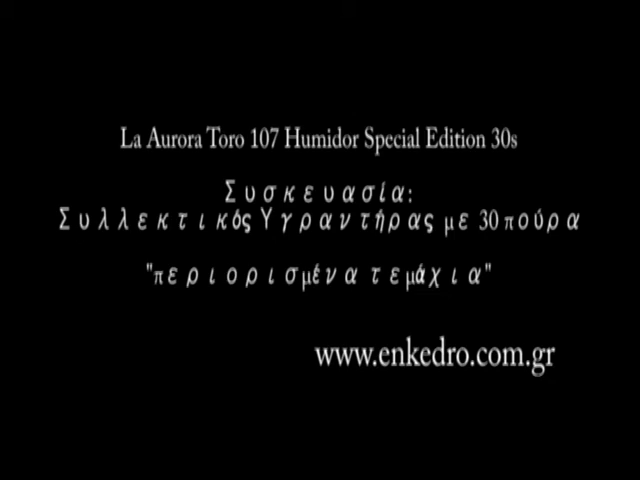 La Aurora Toro 107 Humidor Special Edition 30s
Συσκευασία:
Συλλεκτικός Υγραντήρας με 30 πούρα
"περιορισμένα τεμάχια"
www.enkedro.com.gr